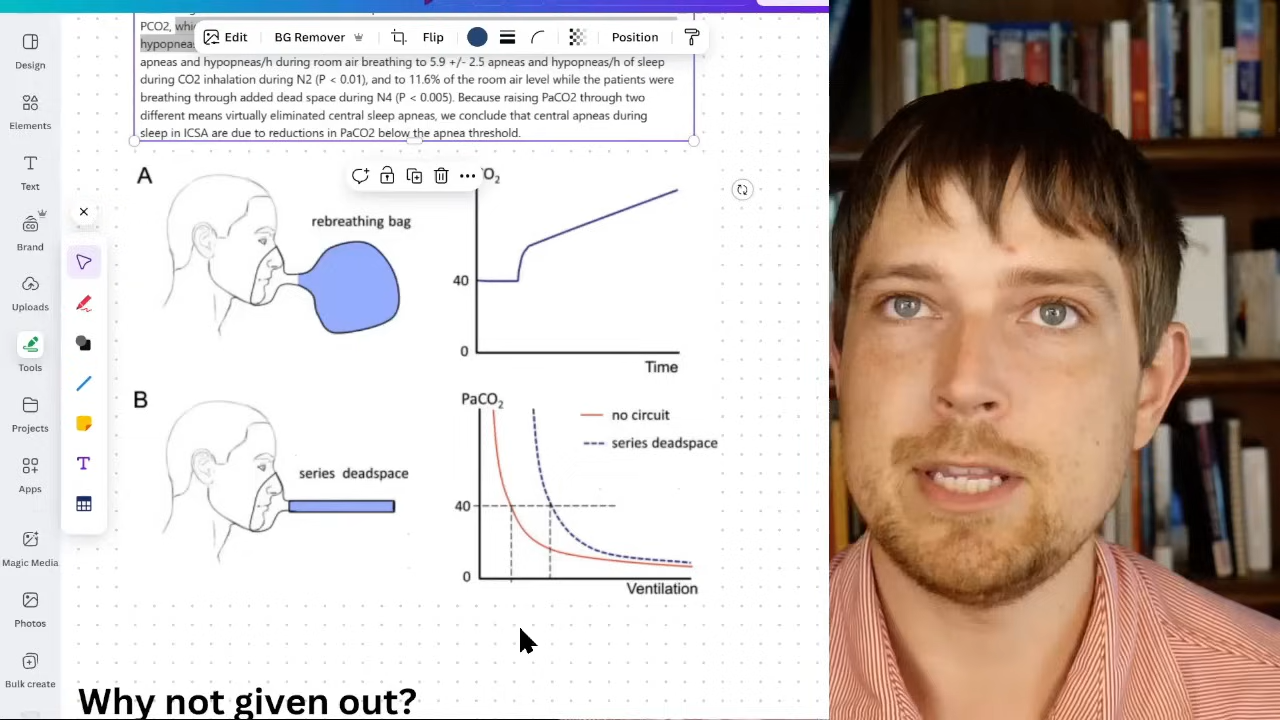 PCO2, whi
Edit
BG Remover
Flip
Position
hypopneas
apneas and hypopneas/h during room air breathing to 5.9 +/- 2.5 apneas and hypopneas/h of sleep
during CO2 inhalation during N2 (P < 0.01), and to 11.6% of the room air level while the patients were
breathing through added dead space during N4 (P < 0.005). Because raising PaCO2 through two
different means virtually eliminated central sleep apneas, we conclude that central apneas during
sleep in ICSA are due to reductions in PaCO2 below the apnea threshold.
Design
Elements
Text
Brand
Uploads
Tools
Projects
Apps
Magic Media
Photos
Bulk create
T
A
rebreathing bag
CO₂
40
0
Time
B
series deadspace
PaCO₂
no circuit
series deadspace
40
0
Ventilation
Why not given out?